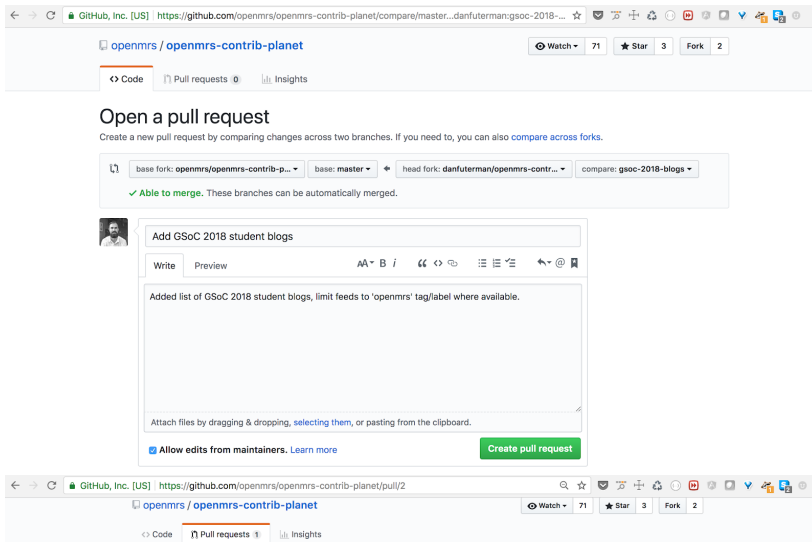 GitHub, Inc. [US] https://github.com/openmrs/openmrs-contrib-planet/compare/master...danfuterman:gsoc-2018-...
openmrs / openmrs-contrib-planet
Watch 71 Star 3 Fork 2
Code Pull requests 0 Insights
Open a pull request
Create a new pull request by comparing changes across two branches. If you need to, you can also compare across forks.
base fork: openmrs/openmrs-contrib-p... base: master head fork: danfuterman/openmrs-contr... compare: gsoc-2018-blogs
Able to merge. These branches can be automatically merged.
Add GSoC 2018 student blogs
Write Preview AA B i “ <> @
Added list of GSoC 2018 student blogs, limit feeds to 'openmrs' tag/label where available.
Attach files by dragging & dropping, selecting them, or pasting from the clipboard.
Allow edits from maintainers. Learn more Create pull request
GitHub, Inc. [US] https://github.com/openmrs/openmrs-contrib-planet/pull/2
openmrs / openmrs-contrib-planet
Watch 71 Star 3 Fork 2
Code Pull requests 1 Insights